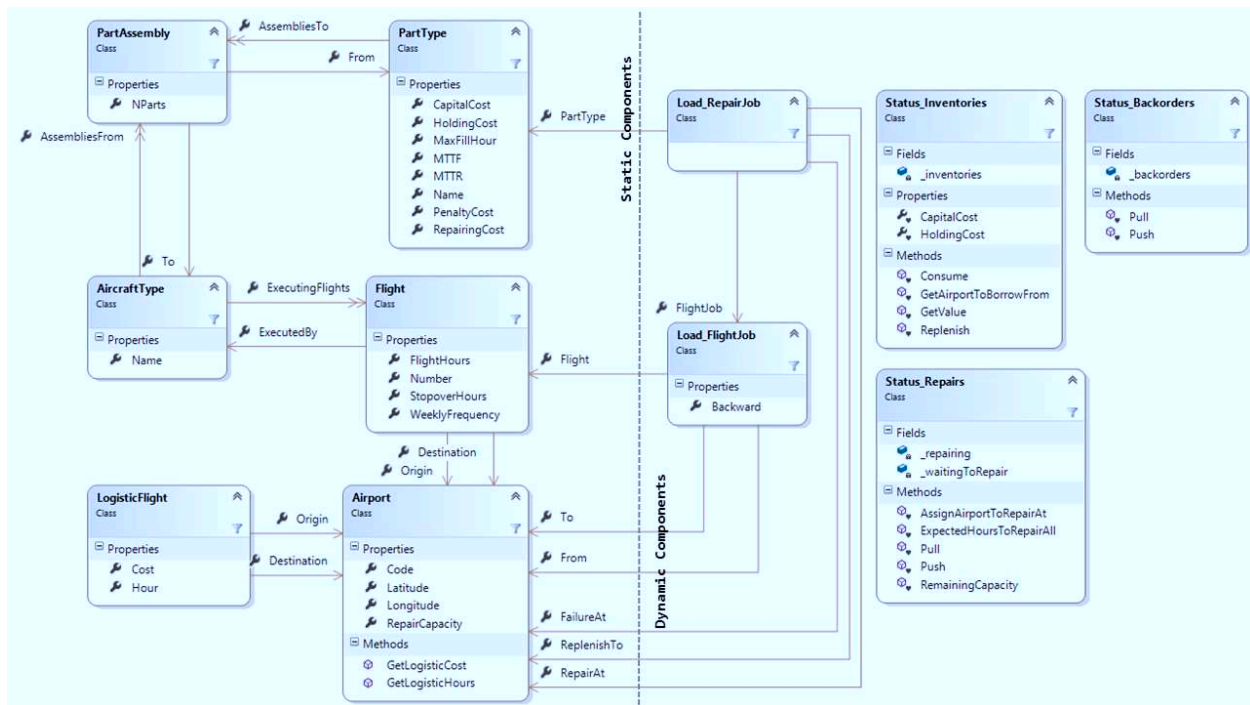 PartAssembly
Class
Properties
NParts
AssembliesTo
From
PartType
Class
Properties
CapitalCost
HoldingCost
MaxFillHour
MTTF
MTTR
Name
PenaltyCost
RepairingCost
AssembliesFrom
To
AircraftType
Class
Properties
Name
ExecutingFlights
ExecutedBy
Flight
Class
Properties
FlightHours
Number
StopoverHours
WeeklyFrequency
Destination
Origin
LogisticFlight
Class
Properties
Cost
Hour
Origin
Destination
Airport
Class
Properties
Code
Latitude
Longitude
RepairCapacity
Methods
GetLogisticCost
GetLogisticHours
Static Components
Dynamic Components
PartType
Flight
To
From
FailureAt
ReplenishTo
RepairAt
Load_RepairJob
Class
FlightJob
Load_FlightJob
Class
Properties
Backward
Status_Inventories
Class
Fields
_inventories
Properties
CapitalCost
HoldingCost
Methods
Consume
GetAirportToBorrowFrom
GetValue
Replenish
Status_Backorders
Class
Fields
_backorders
Methods
Pull
Push
Status_Repairs
Class
Fields
_repairing
_waitingToRepair
Methods
AssignAirportToRepairAt
ExpectedHoursToRepairAll
Pull
Push
RemainingCapacity